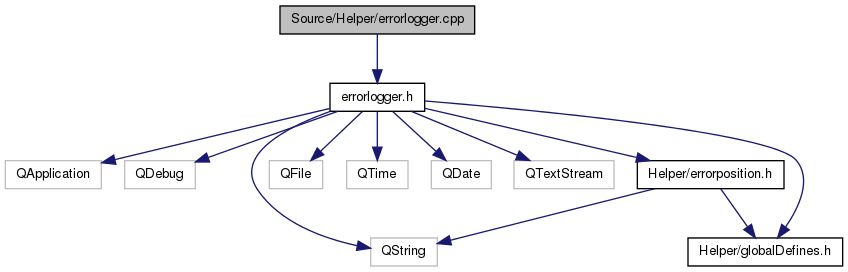 Source/Helper/errorlogger.cpp
errorlogger.h
QApplication
QDebug
QFile
QTime
QDate
QTextStream
Helper/errorposition.h
QString
Helper/globalDefines.h